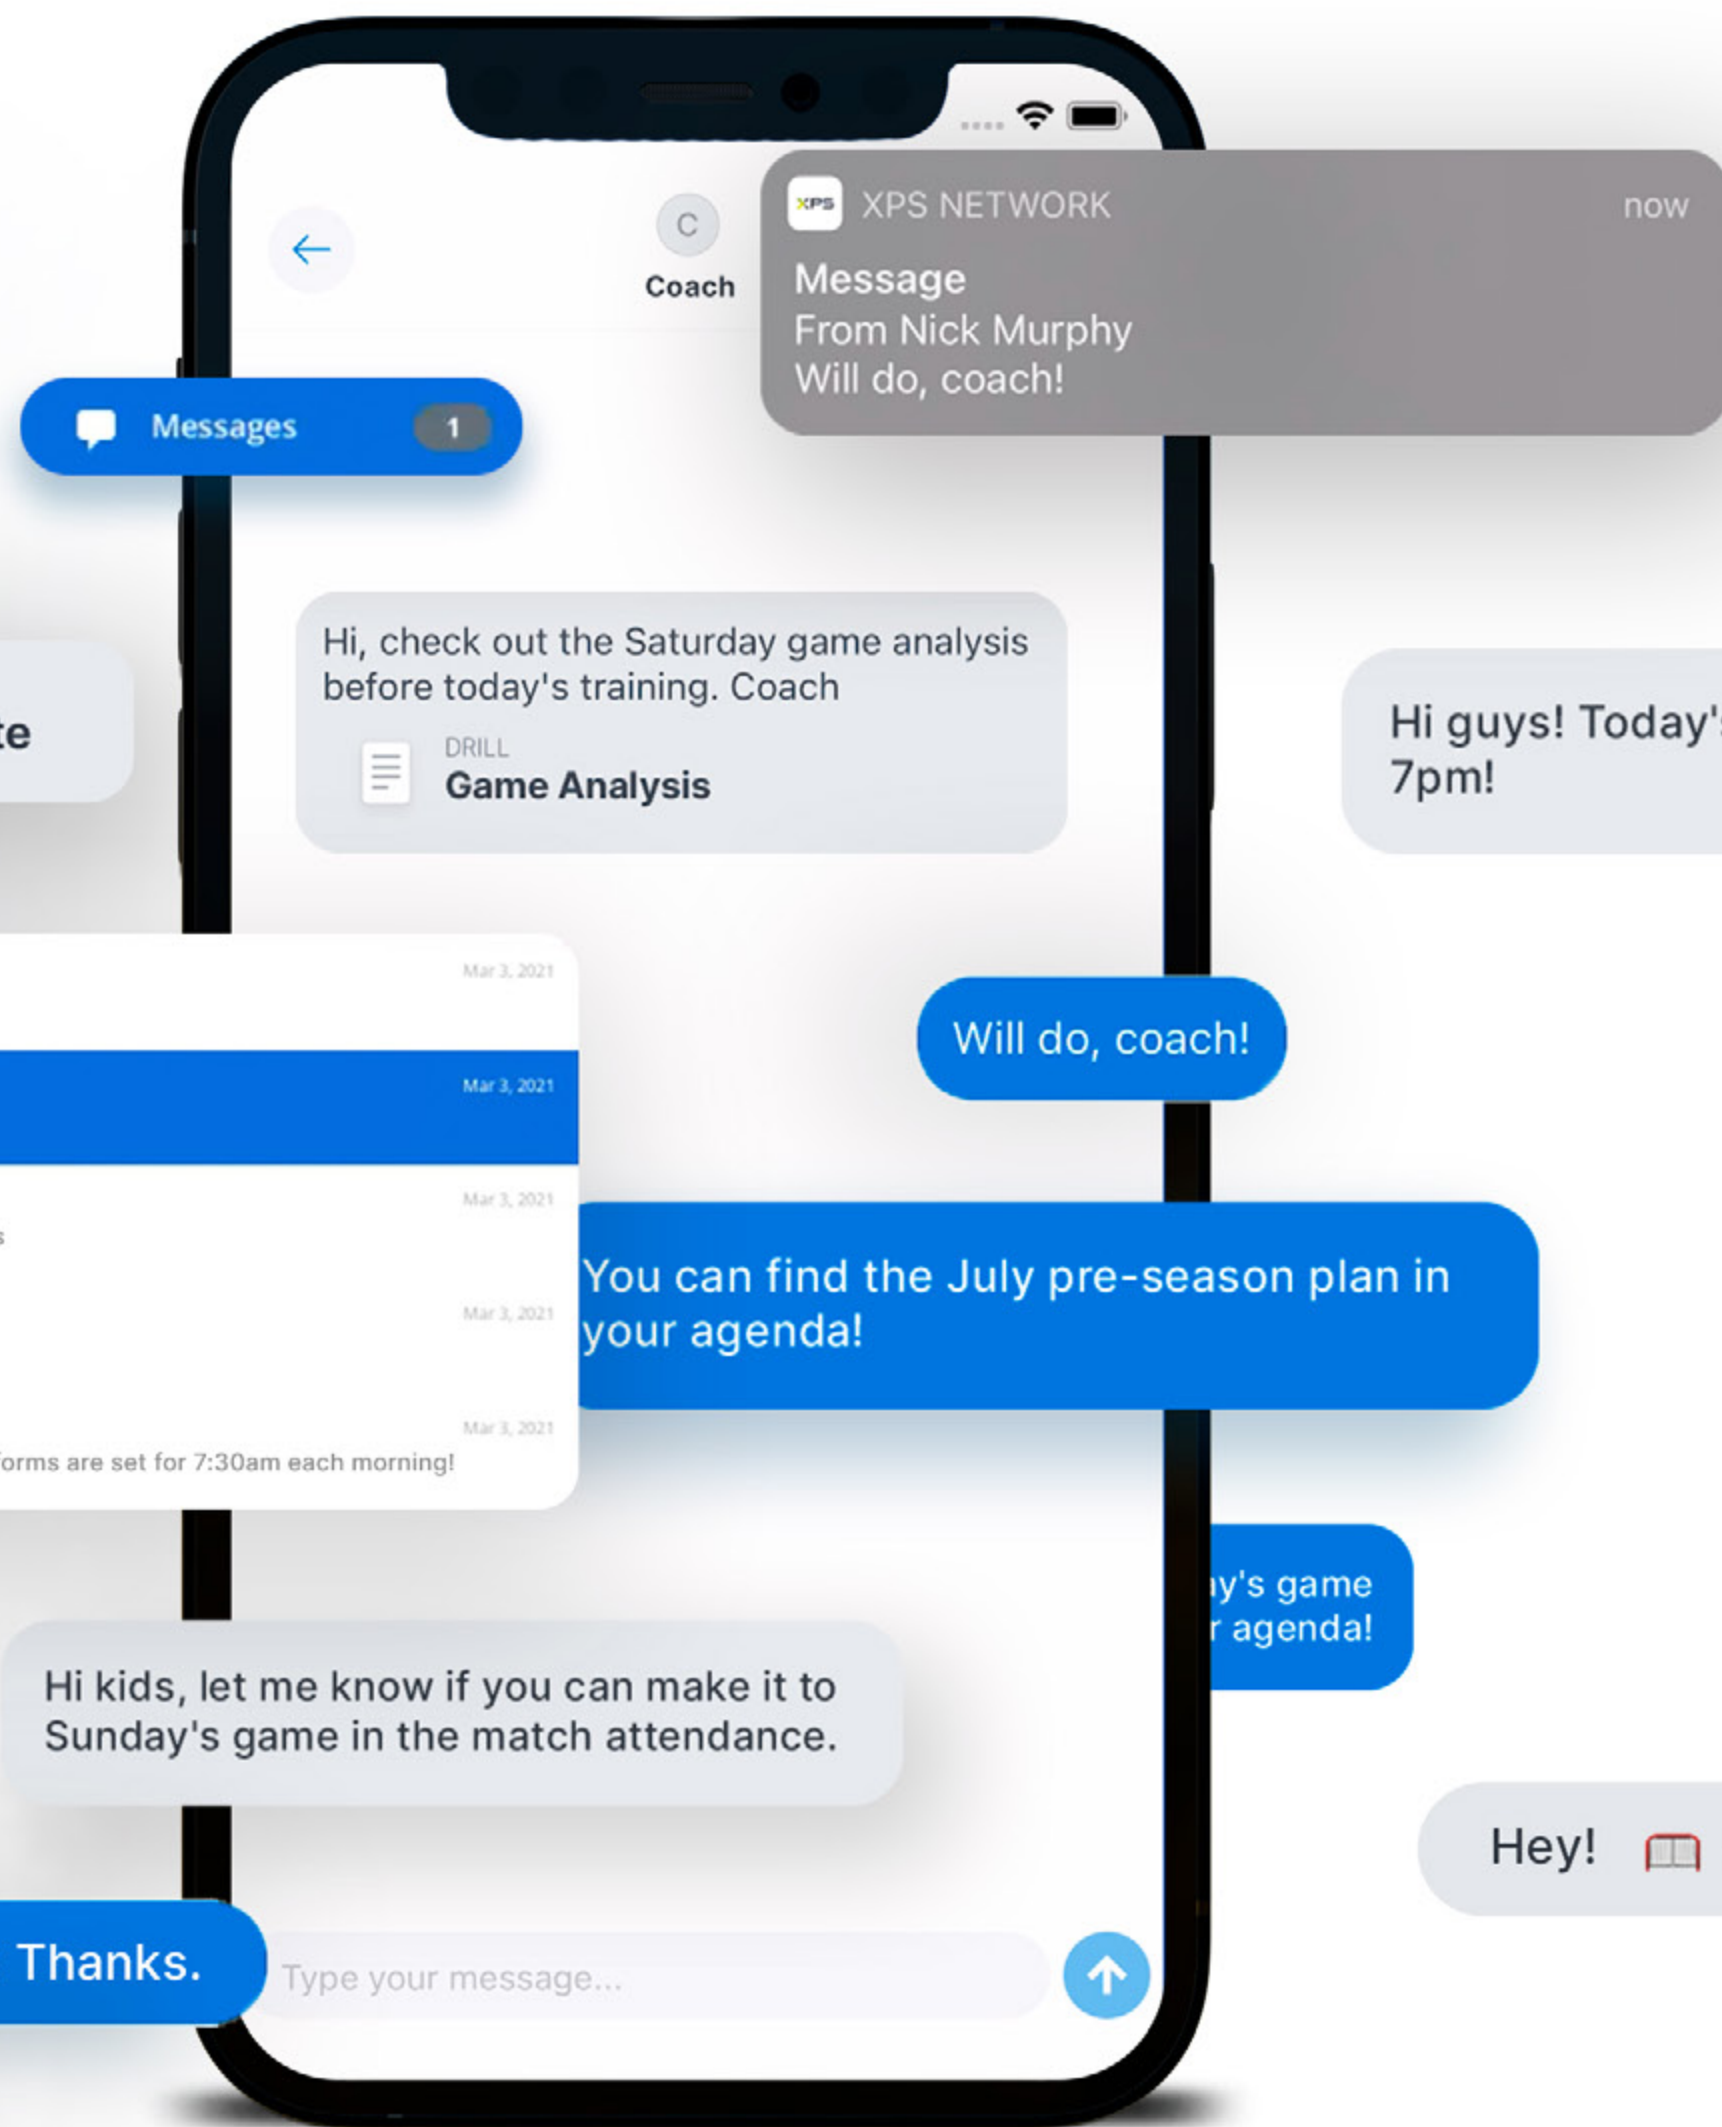 XPS NETWORK
now
C
Coach
Message
From Nick Murphy
Will do, coach!
Messages
1
Hi, check out the Saturday game analysis
before today's training. Coach
DRILL
Game Analysis
Hi guys! Today's
7pm!
Mar 3, 2021
Will do, coach!
Mar 3, 2021
Mar 3, 2021
You can find the July pre-season plan in
your agenda!
Mar 3, 2021
Mar 3, 2021
are set for 7:30am each morning!
game
agenda!
Hi kids, let me know if you can make it to
Sunday's game in the match attendance.
Hey!
Thanks.
Type your message...